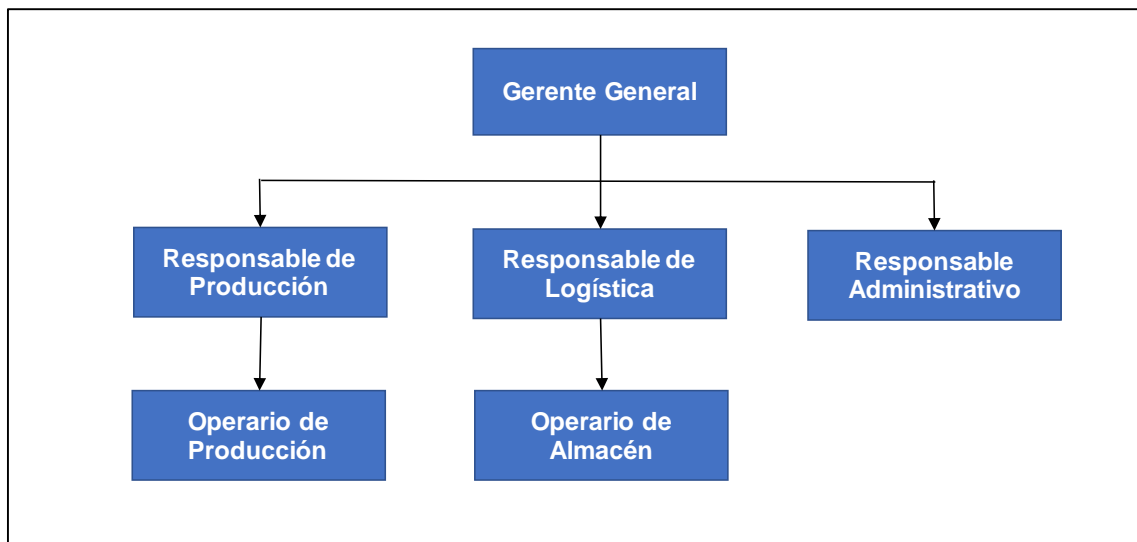 Gerente General
Responsable de
Producción
Responsable de
Logística
Responsable
Administrativo
Operario de
Producción
Operario de
Almacén